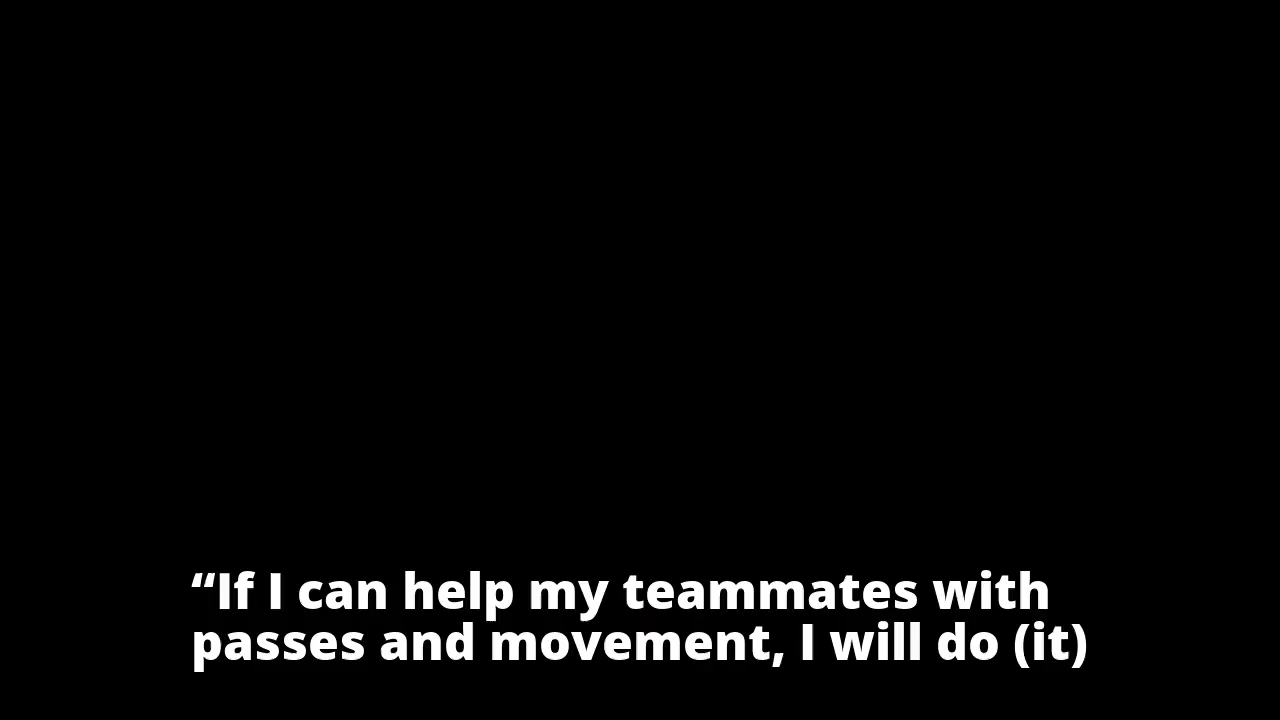 “If I can help my teammates with
passes and movement, I will do (it)